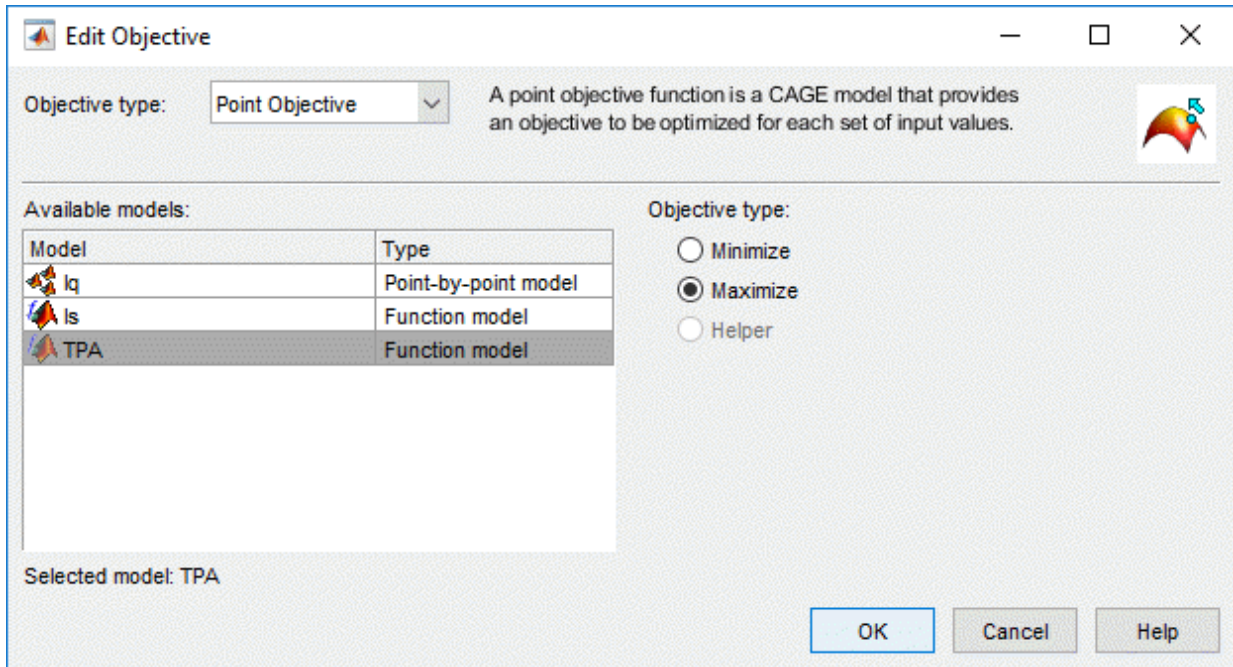 Edit Objective
Objective type: Point Objective
A point objective function is a CAGE model that provides
an objective to be optimized for each set of input values.
Available models:
Model Type
Iq Point-by-point model
Is Function model
TPA Function model
Selected model: TPA
Objective type:
Minimize
Maximize
Helper
OK Cancel Help